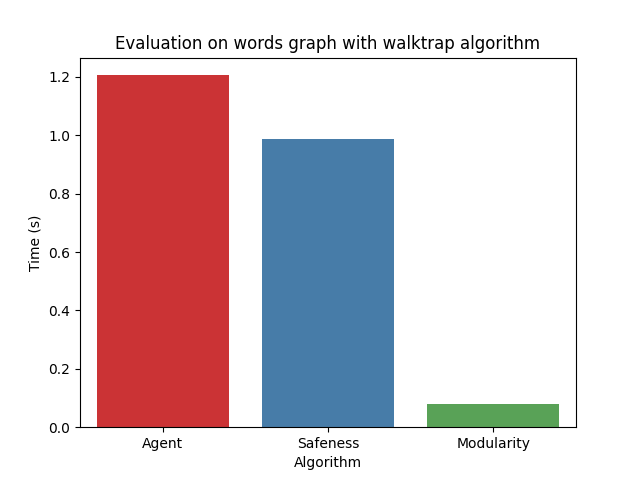 Evaluation on words graph with walktrap algorithm
1.2
1.0
0.8
0.6
0.4
0.2
0.0
Time (s)
Agent Safeness Modularity
Algorithm